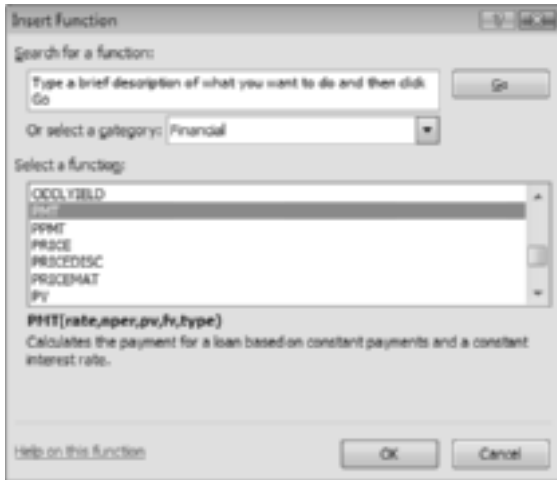 Insert Function
Search for a function:
Type a brief description of what you want to do and then click
Go
Go
Or select a category: Financial
Select a function:
ODDLYIELD
PMT
PPMT
PRICE
PRICEDISC
PRICEMAT
PV
PMT(rate,nper,pv,fv,type)
Calculates the payment for a loan based on constant payments and a constant
interest rate.
Help on this function
OK
Cancel